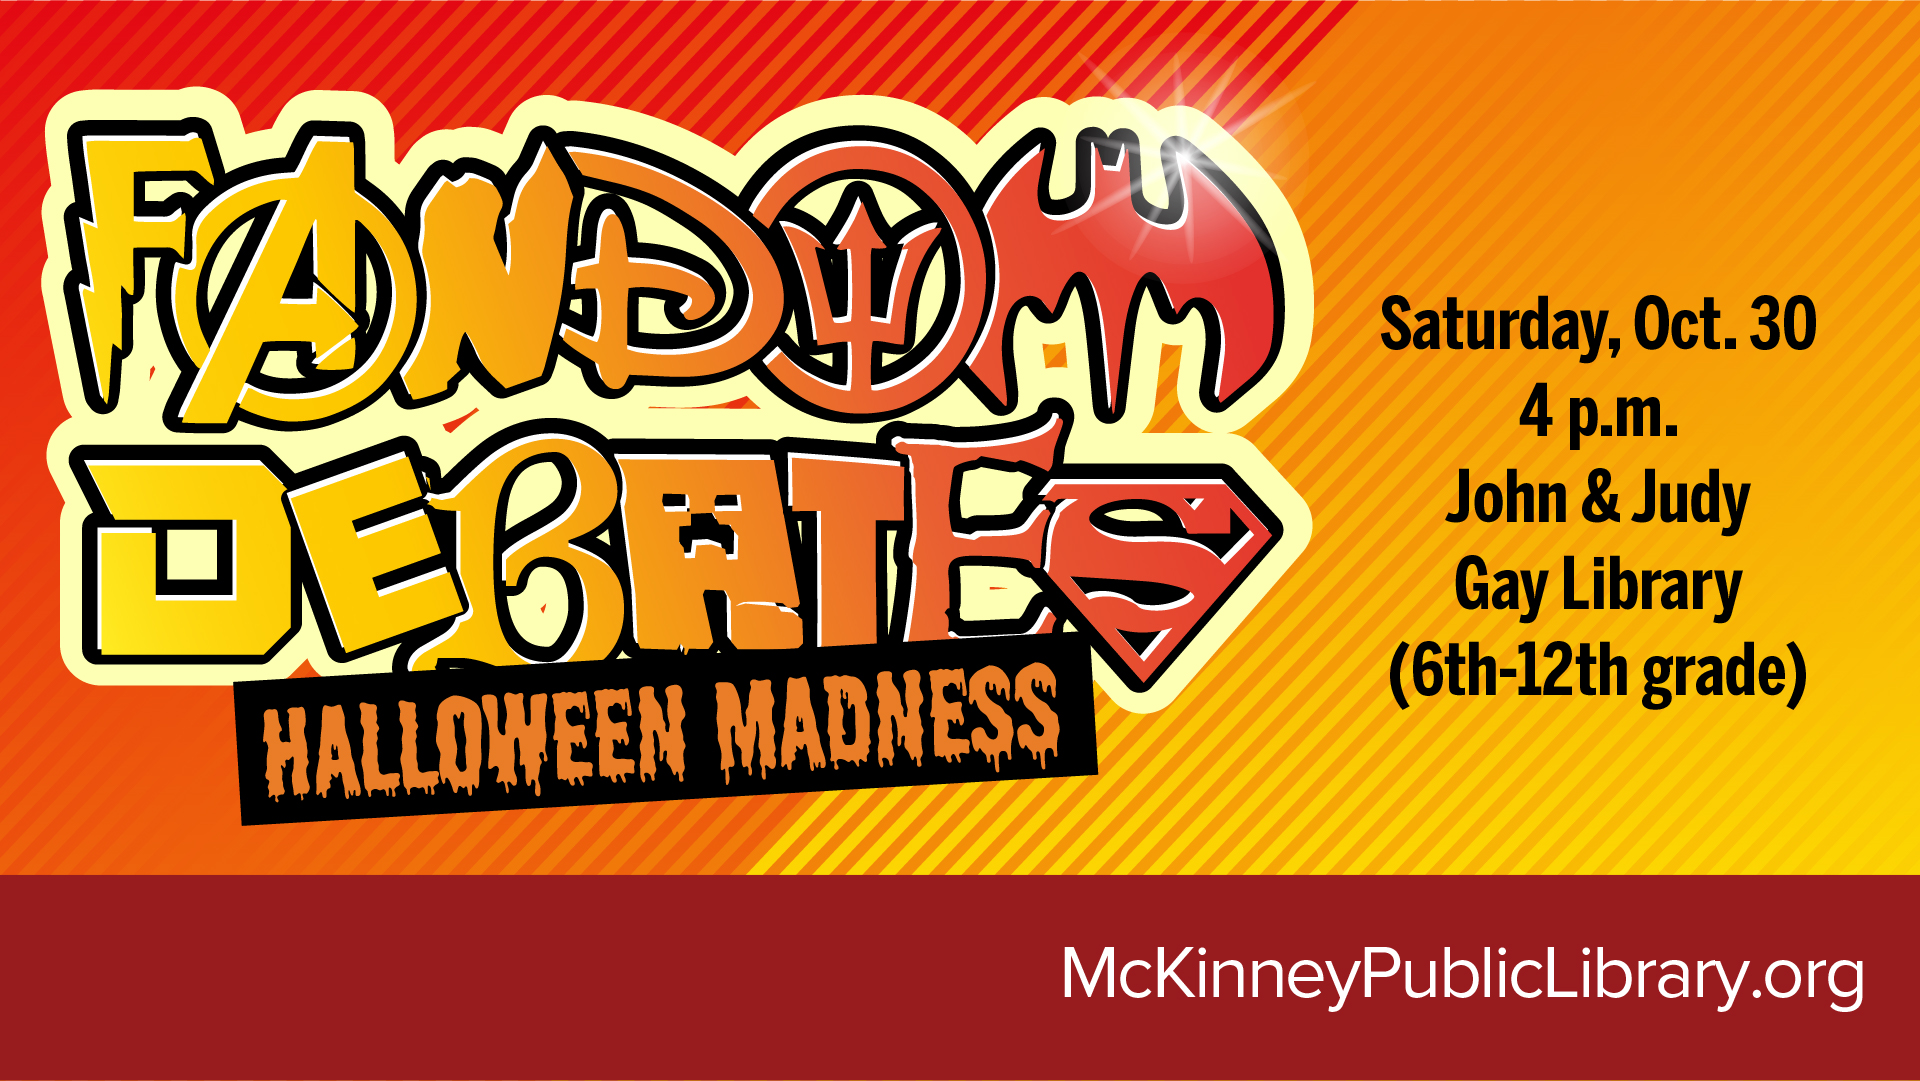 FANDOM
DEBATES
HALLOWEEN MADNESS
Saturday, Oct. 30
4 p.m.
John & Judy
Gay Library
(6th-12th grade)
McKinneyPublicLibrary.org